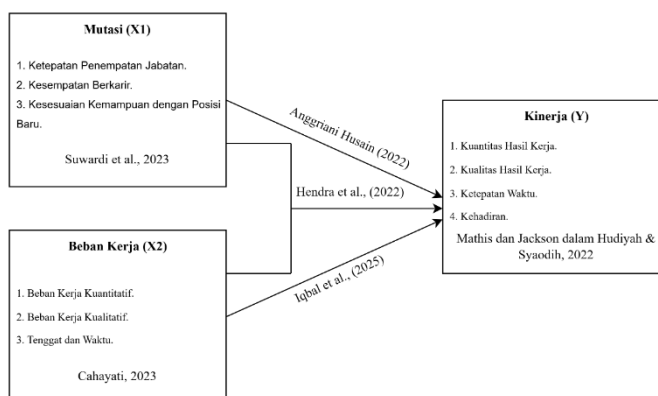 Mutasi (X1)
1. Ketepatan Penempatan Jabatan.
2. Kesempatan Berkarir.
3. Kesesuaian Kemampuan dengan Posisi
Baru.
Suwardi et al., 2023
Anggriani Husain (2022)
Hendra et al., (2022)
Iqbal et al., (2025)
Beban Kerja (X2)
1. Beban Kerja Kuantitatif.
2. Beban Kerja Kualitatif.
3. Tenggat dan Waktu.
Cahayati, 2023
Kinerja (Y)
1. Kuantitas Hasil Kerja.
2. Kualitas Hasil Kerja.
3. Ketepatan Waktu.
4. Kehadiran.
Mathis dan Jackson dalam Hudiyah &
Syaodih, 2022